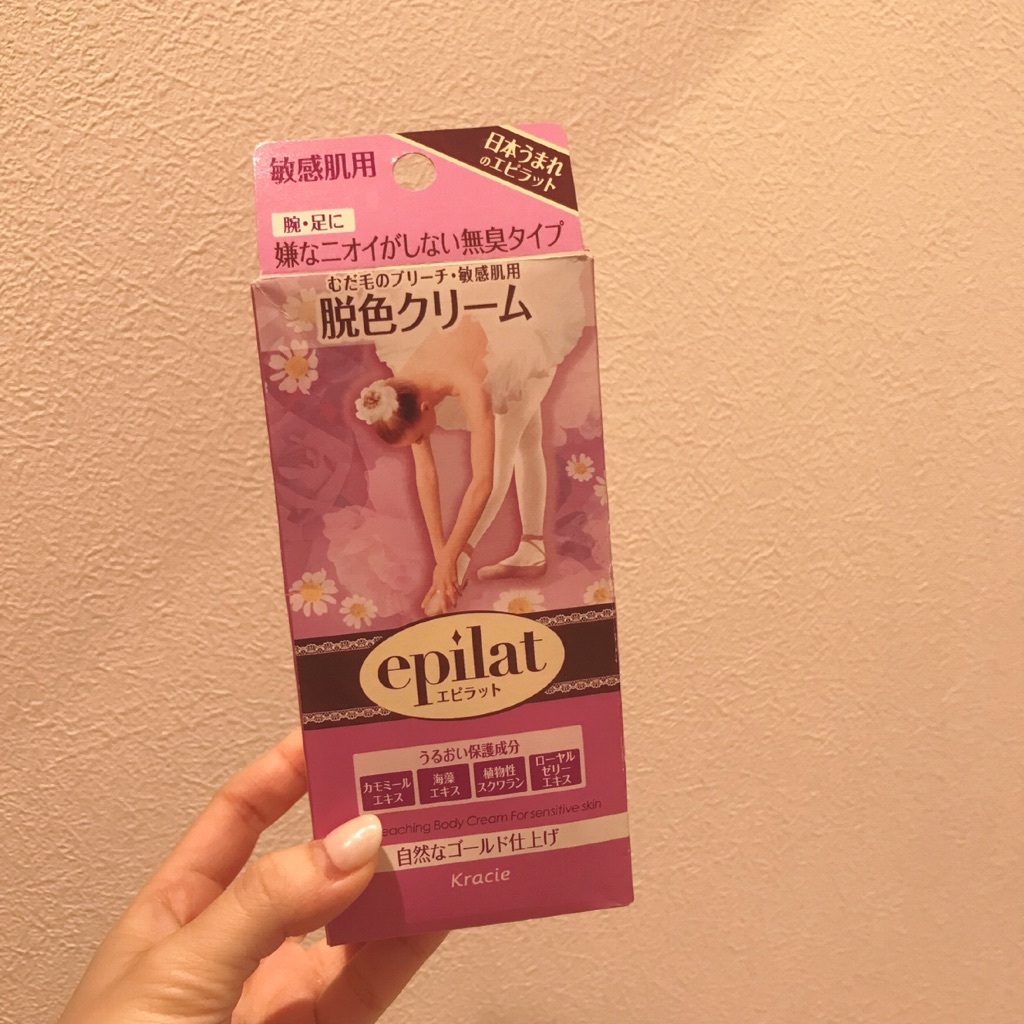 敏感肌用
日本うまれ
のエピラット
腕・足に
嫌なニオイがしない無臭タイプ
むだ毛のブリーチ・敏感肌用
脱色クリーム
epilat
エピラット
うるおい保護成分
カモミール
エキス
海藻
エキス
植物性
スクワラン
ローヤル
ゼリー
エキス
eaching Body Cream For sensitive skin
自然なゴールド仕上げ
Kracie